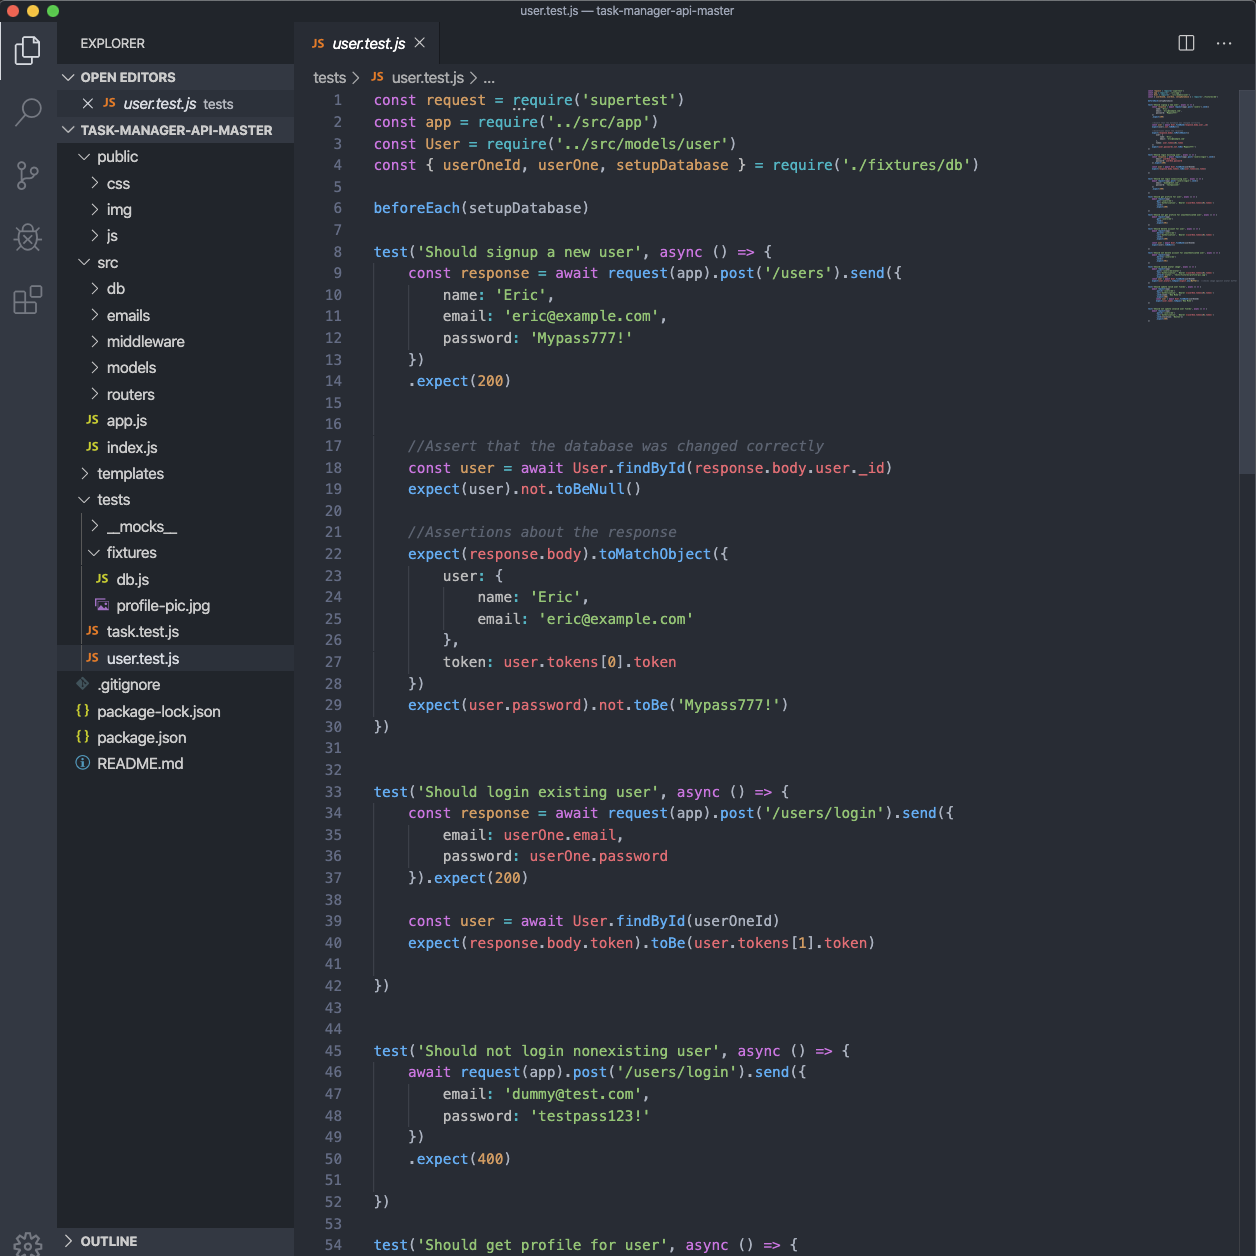 user.test.js — task-manager-api-master
EXPLORER
OPEN EDITORS
JS user.test.js tests
TASK-MANAGER-API-MASTER
public
css
img
js
src
db
emails
middleware
models
routers
JS app.js
JS index.js
templates
tests
__mocks__
fixtures
JS db.js
profile-pic.jpg
JS task.test.js
JS user.test.js
.gitignore
{} package-lock.json
{} package.json
README.md
OUTLINE
JS user.test.js
tests > JS user.test.js > ...
1 const request = require('supertest')
2 const app = require('../src/app')
3 const User = require('../src/models/user')
4 const { userOneId, userOne, setupDatabase } = require('./fixtures/db')
5
6 beforeEach(setupDatabase)
7
8 test('Should signup a new user', async () => {
9     const response = await request(app).post('/users').send({
10         name: 'Eric',
11         email: 'eric@example.com',
12         password: 'Mypass777!'
13     })
14     .expect(200)
15
16
17     //Assert that the database was changed correctly
18     const user = await User.findById(response.body.user._id)
19     expect(user).not.toBeNull()
20
21     //Assertions about the response
22     expect(response.body).toMatchObject({
23         user: {
24             name: 'Eric',
25             email: 'eric@example.com'
26         },
27         token: user.tokens[0].token
28     })
29     expect(user.password).not.toBe('Mypass777!')
30 })
31
32
33 test('Should login existing user', async () => {
34     const response = await request(app).post('/users/login').send({
35         email: userOne.email,
36         password: userOne.password
37     }).expect(200)
38
39     const user = await User.findById(userOneId)
40     expect(response.body.token).toBe(user.tokens[1].token)
41
42 })
43
44
45 test('Should not login nonexisting user', async () => {
46     await request(app).post('/users/login').send({
47         email: 'dummy@test.com',
48         password: 'testpass123!'
49     })
50     .expect(400)
51
52 })
53
54 test('Should get profile for user', async () => {